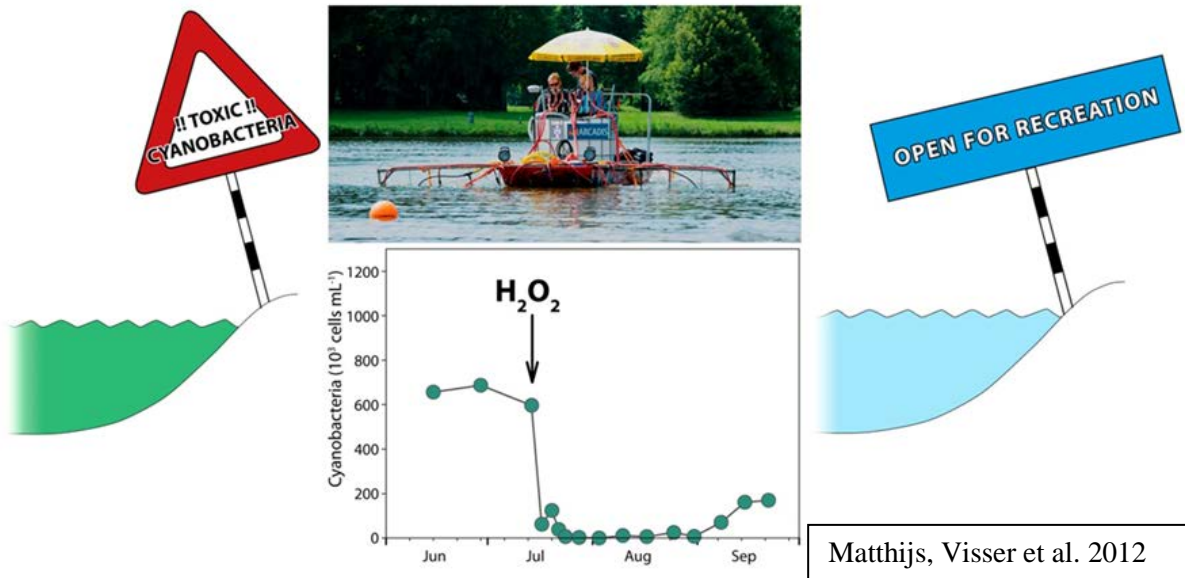 !! TOXIC !!
CYANOBACTERIA
ARCADIS
OPEN FOR RECREATION
Cyanobacteria (10³ cells mL⁻¹)
1200
1000
800
600
400
200
0
H₂O₂
Jun
Jul
Aug
Sep
Matthijs, Visser et al. 2012